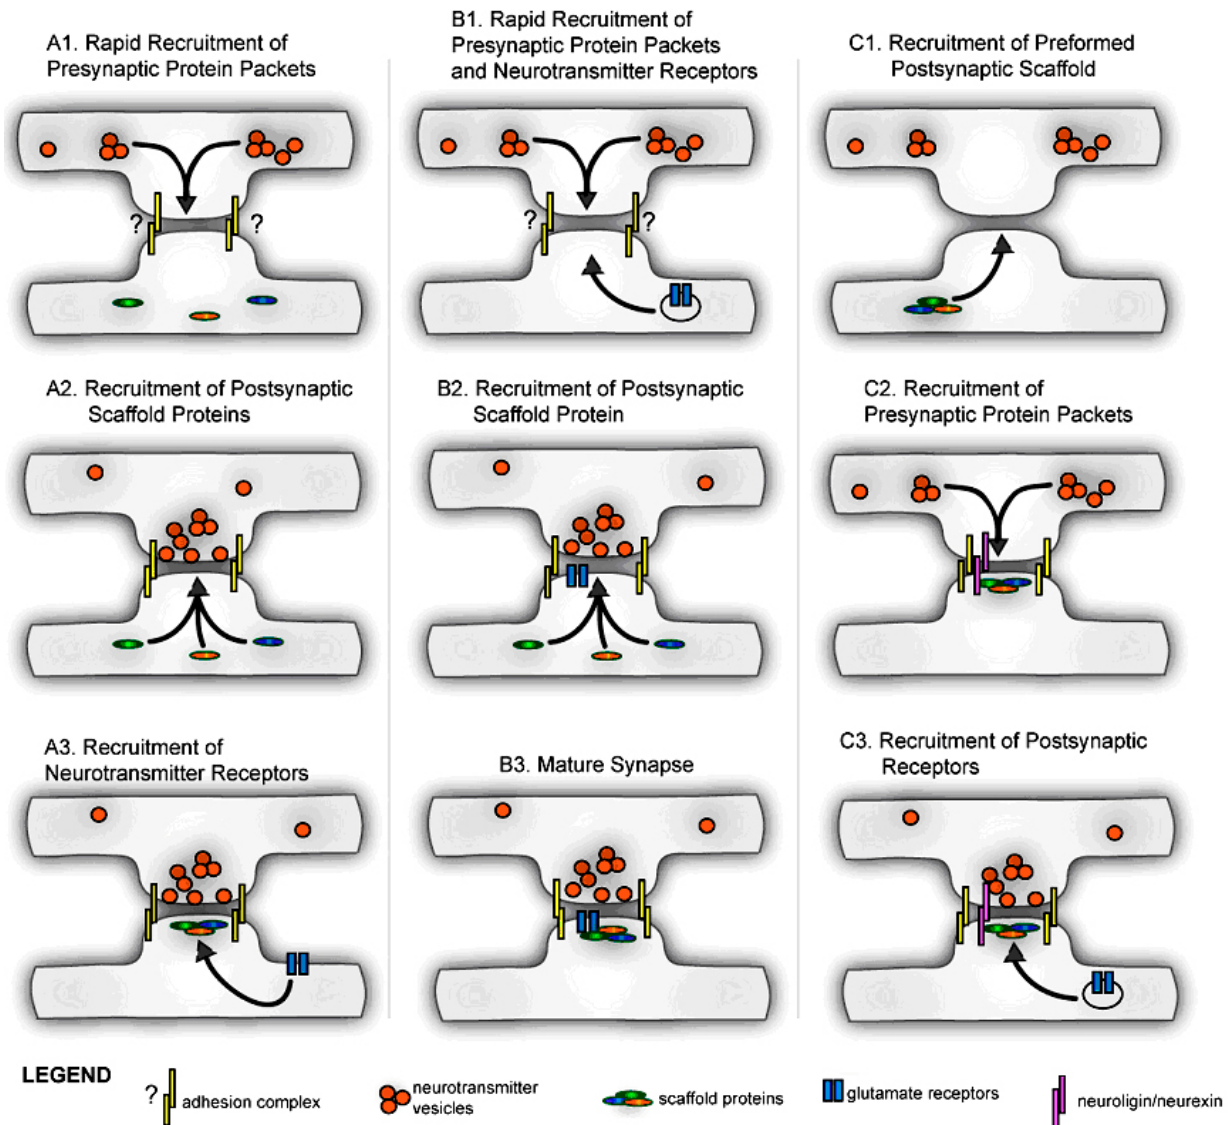 A1. Rapid Recruitment of
Presynaptic Protein Packets
B1. Rapid Recruitment of
Presynaptic Protein Packets
and Neurotransmitter Receptors
C1. Recruitment of Preformed
Postsynaptic Scaffold
? ?
? ?
A2. Recruitment of Postsynaptic
Scaffold Proteins
B2. Recruitment of Postsynaptic
Scaffold Protein
C2. Recruitment of
Presynaptic Protein Packets
A3. Recruitment of
Neurotransmitter Receptors
B3. Mature Synapse
C3. Recruitment of Postsynaptic
Receptors
LEGEND
? adhesion complex
neurotransmitter
vesicles
scaffold proteins
glutamate receptors
neuroligin/neurexin